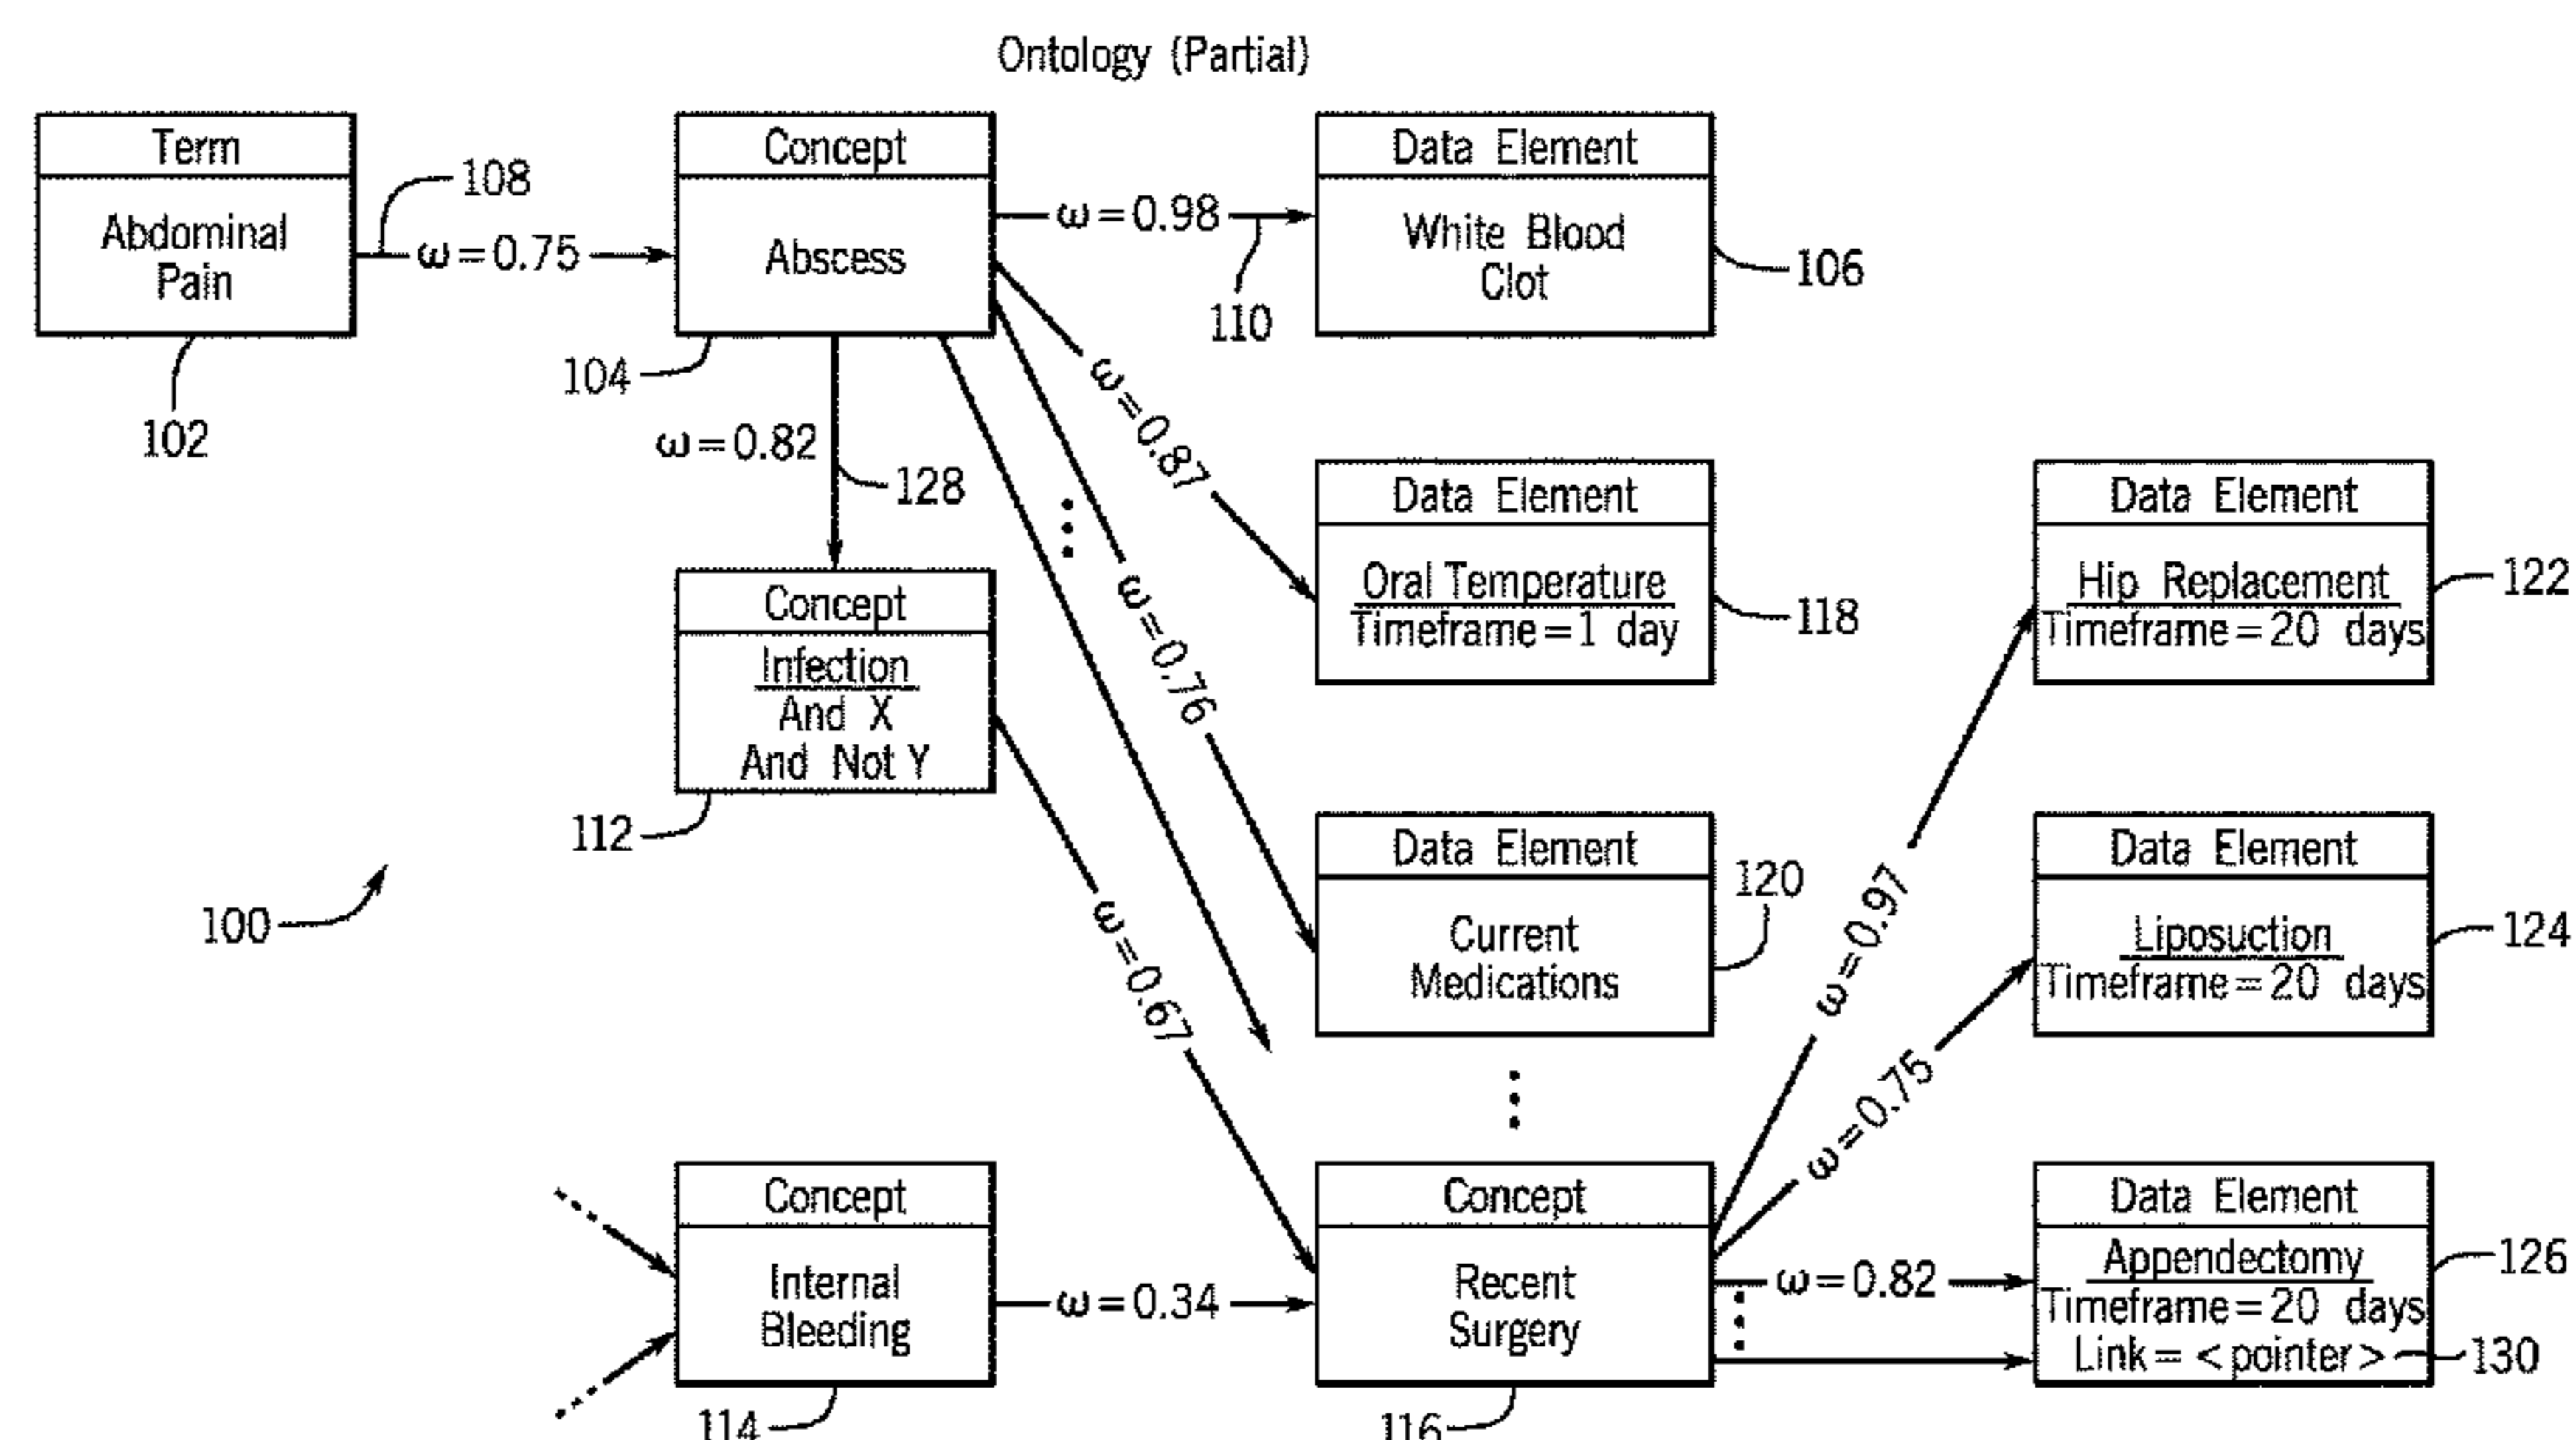 Ontology (Partial)
Term
Abdominal
Pain
102
108
ω=0.75
Concept
Abscess
104
ω=0.98
110
Data Element
White Blood
Clot
106
ω=0.82
128
ω=0.87
ω=0.76
Data Element
Oral Temperature
Timeframe=1 day
118
Data Element
Hip Replacement
Timeframe=20 days
122
Concept
Infection
And X
And Not Y
112
100
ω=0.67
Data Element
Current
Medications
120
ω=0.97
ω=0.75
Data Element
Liposuction
Timeframe=20 days
124
Concept
Internal
Bleeding
114
ω=0.34
Concept
Recent
Surgery
116
ω=0.82
Data Element
Appendectomy
Timeframe=20 days
Link=<pointer>
126
130